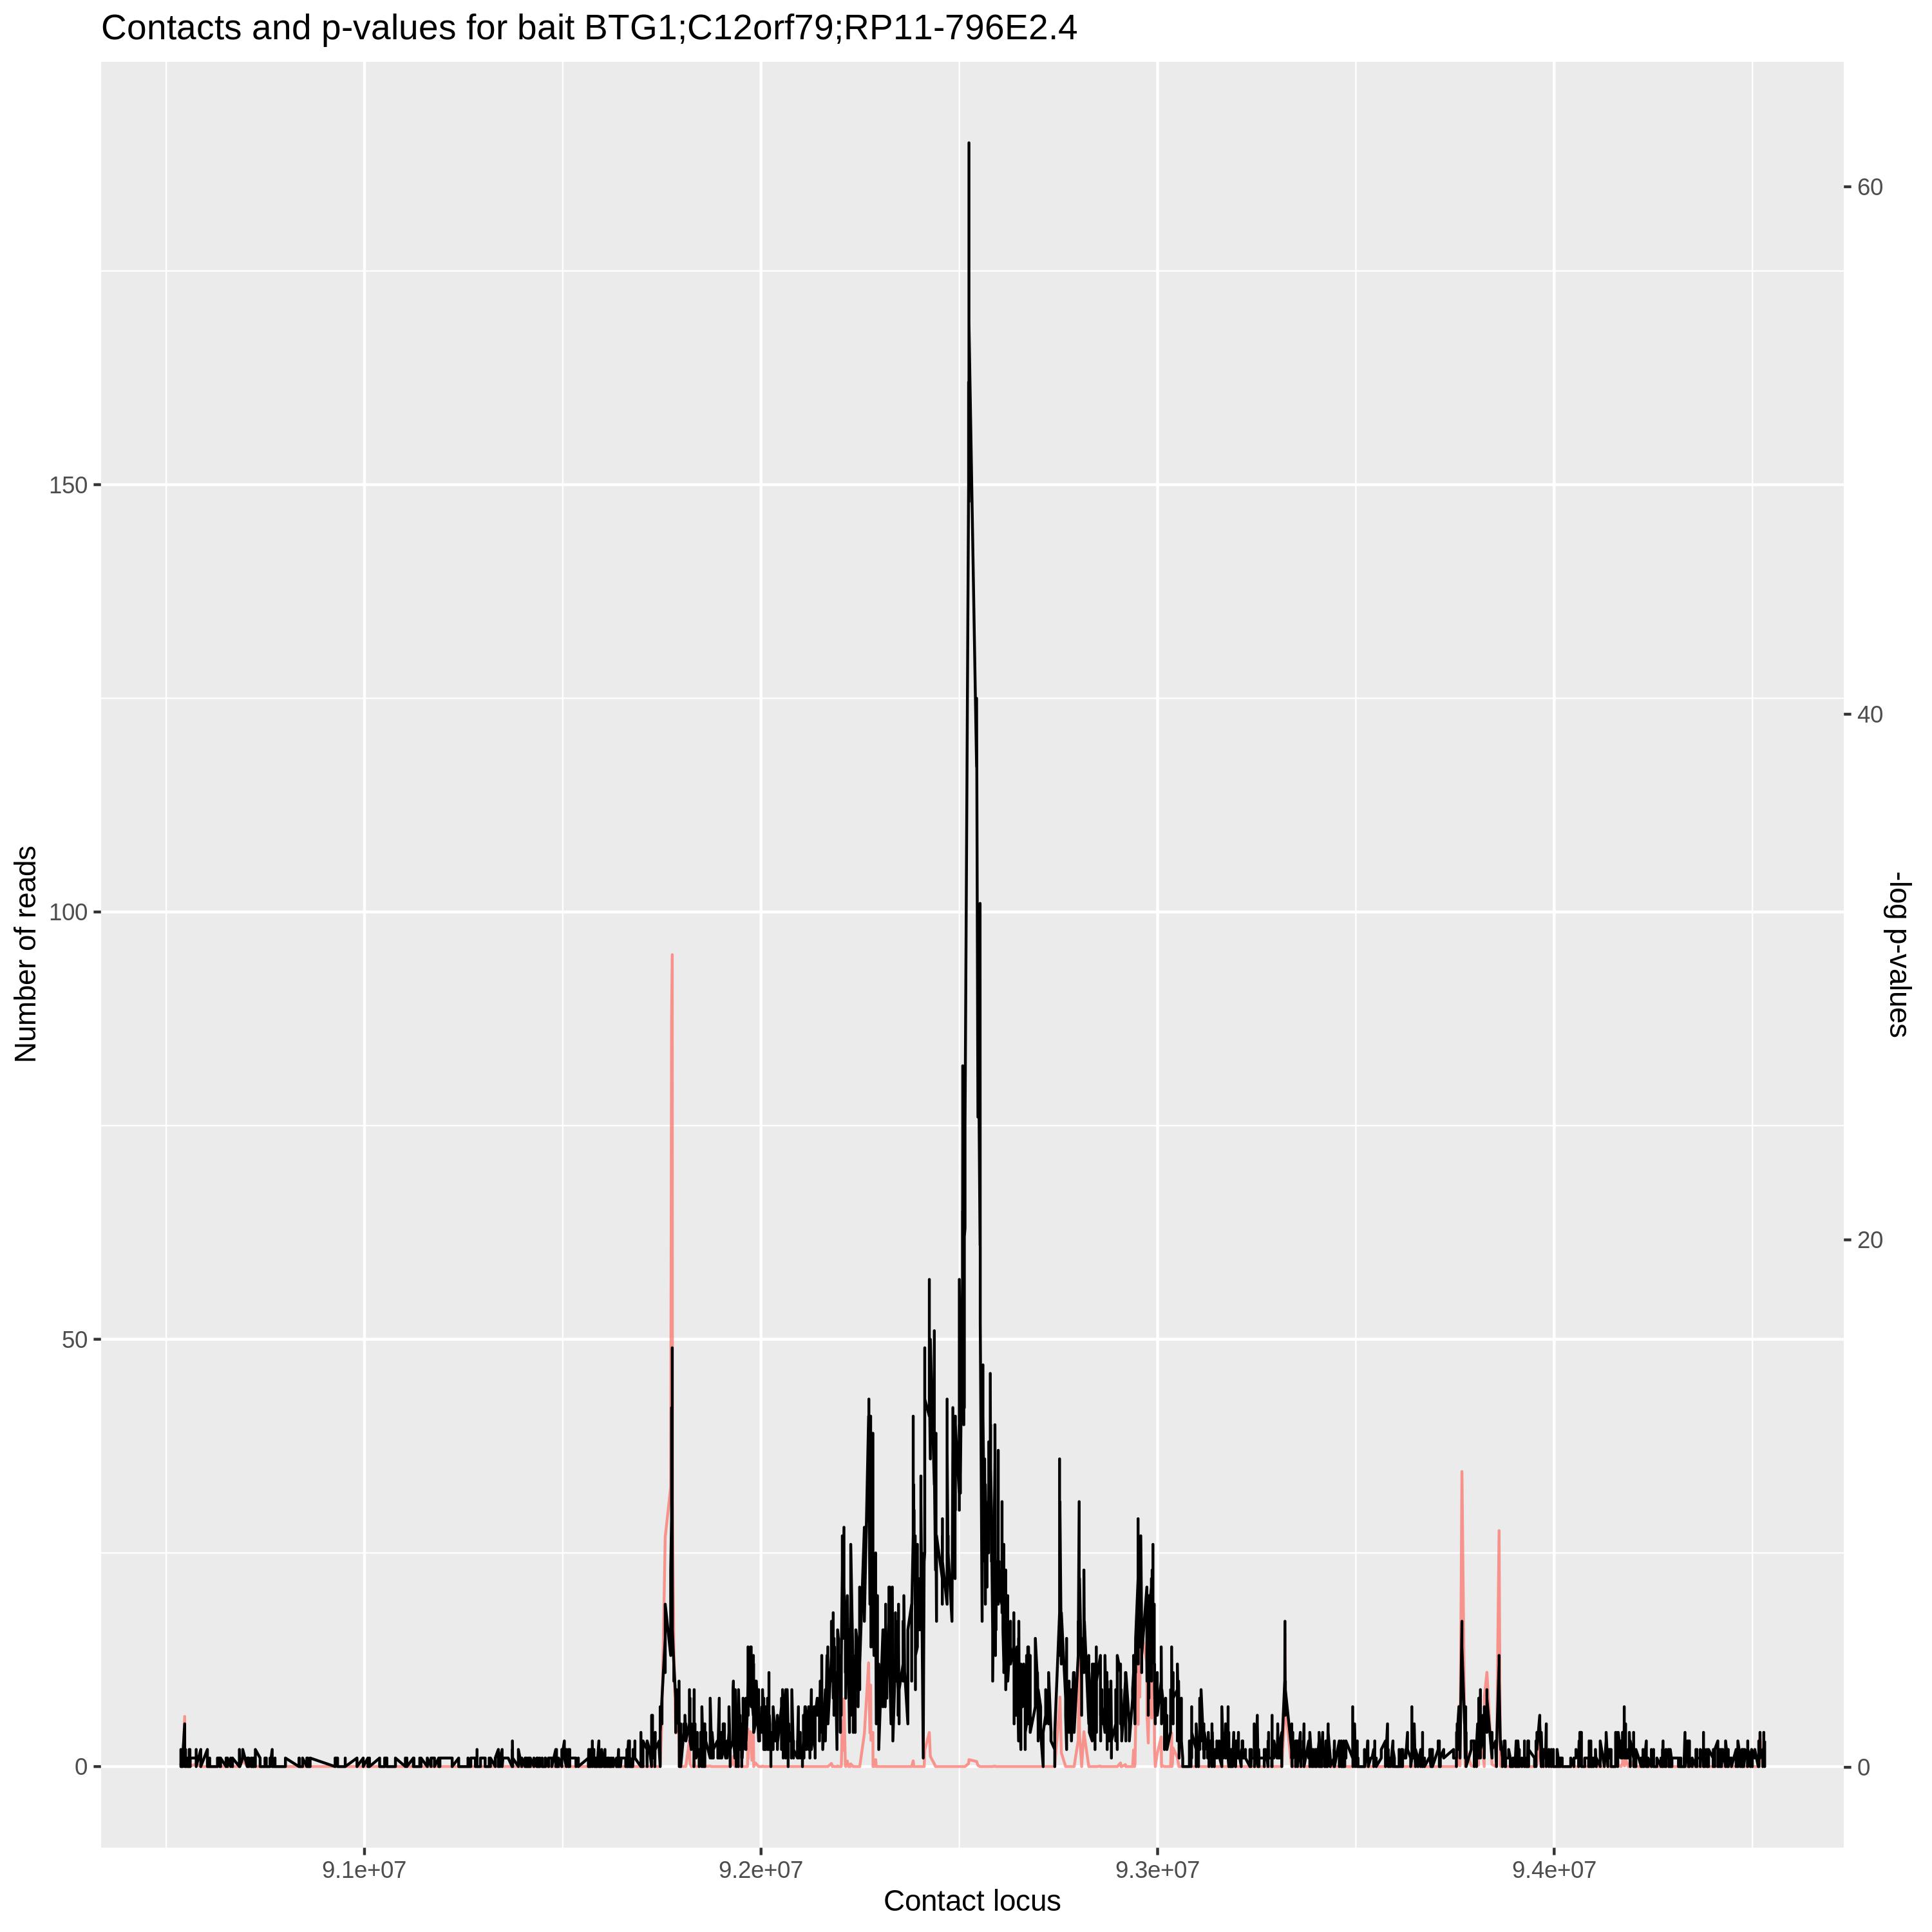 Contacts and p-values for bait BTG1;C12orf79;RP11-796E2.4
Number of reads
150
100
50
0
60
40
20
0
-log p-values
9.1e+07
9.2e+07
9.3e+07
9.4e+07
Contact locus